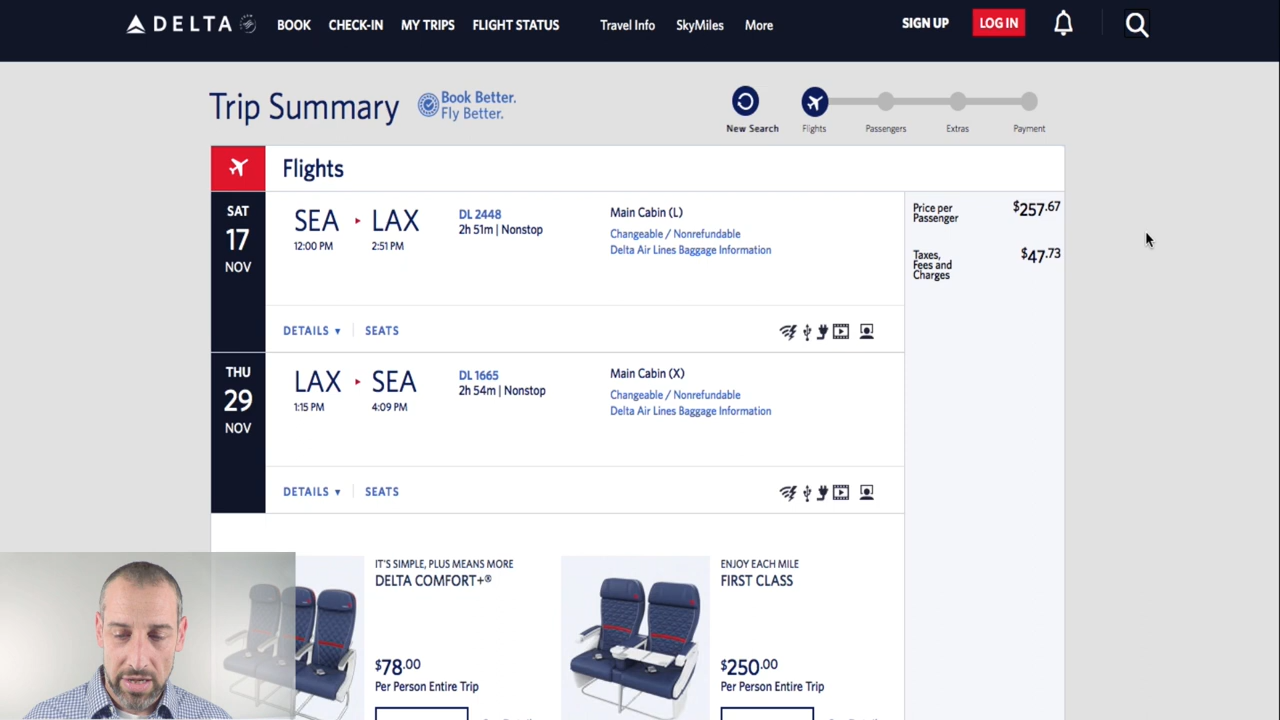 DELTA BOOK CHECK-IN MY TRIPS FLIGHT STATUS Travel Info SkyMiles More SIGN UP LOG IN
Trip Summary
Book Better.
Fly Better.
New Search Flights Passengers Extras Payment
Flights
SAT
17
NOV
SEA LAX
12:00 PM 2:51 PM
DL 2448
2h 51m | Nonstop
Main Cabin (L)
Changeable / Nonrefundable
Delta Air Lines Baggage Information
DETAILS ▼ SEATS
Price per
Passenger
$257.67
Taxes,
Fees and
Charges
$47.73
THU
29
NOV
LAX SEA
1:15 PM 4:09 PM
DL 1665
2h 54m | Nonstop
Main Cabin (X)
Changeable / Nonrefundable
Delta Air Lines Baggage Information
DETAILS ▼ SEATS
IT'S SIMPLE, PLUS MEANS MORE
DELTA COMFORT+®
$78.00
Per Person Entire Trip
ENJOY EACH MILE
FIRST CLASS
$250.00
Per Person Entire Trip